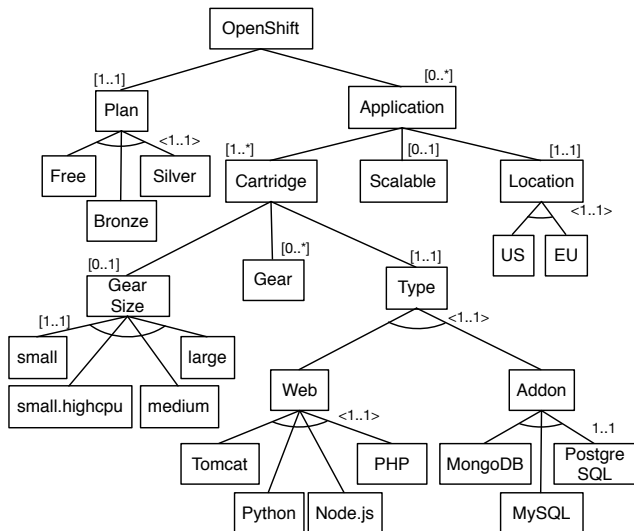 OpenShift
[1..1]
[0..*]
Plan
Application
<1..1>
[1..*]
[0..1]
[1..1]
Free
Silver
Cartridge
Scalable
Location
Bronze
<1..1>
[0..1]
[0..*]
[1..1]
US
EU
Gear
Size
Gear
Type
[1..1]
<1..1>
small
large
small.highcpu
medium
Web
Addon
<1..1>
1..1
Tomcat
PHP
MongoDB
Postgre
SQL
Python
Node.js
MySQL